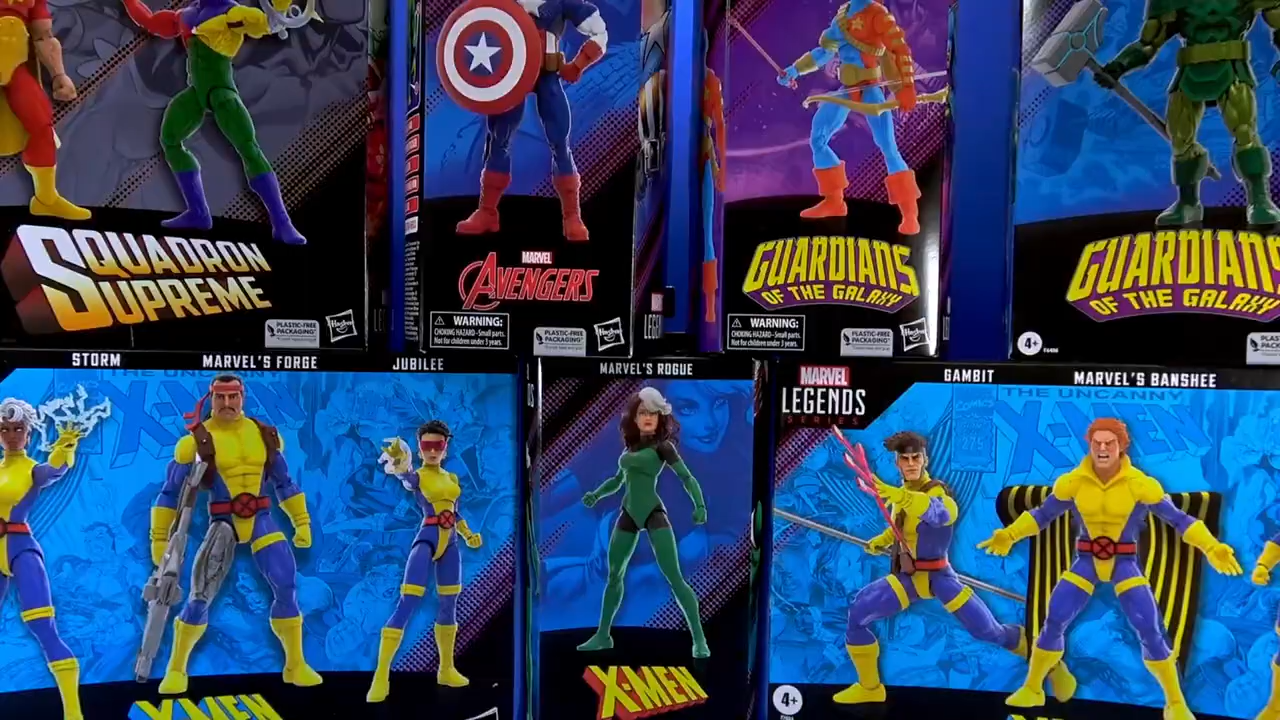 SQUADRON
SUPREME
PLASTIC-FREE
PACKAGING
Hasbro
MARVEL
AVENGERS
WARNING:
CHOKING HAZARD-Small parts.
Not for children under 3 years.
PLASTIC-FREE
PACKAGING
Hasbro
GUARDIANS
OF THE GALAXY
WARNING:
CHOKING HAZARD-Small parts.
Not for children under 3 years.
PLASTIC-FREE
PACKAGING
Hasbro
GUARDIANS
OF THE GALAXY
4+
STORM
MARVEL'S FORGE
JUBILEE
THE UNCANNY
X-MEN
X-MEN
MARVEL'S ROGUE
X-MEN
MARVEL
LEGENDS
SERIES
GAMBIT
MARVEL'S BANSHEE
THE UNCANNY
X-MEN
4+